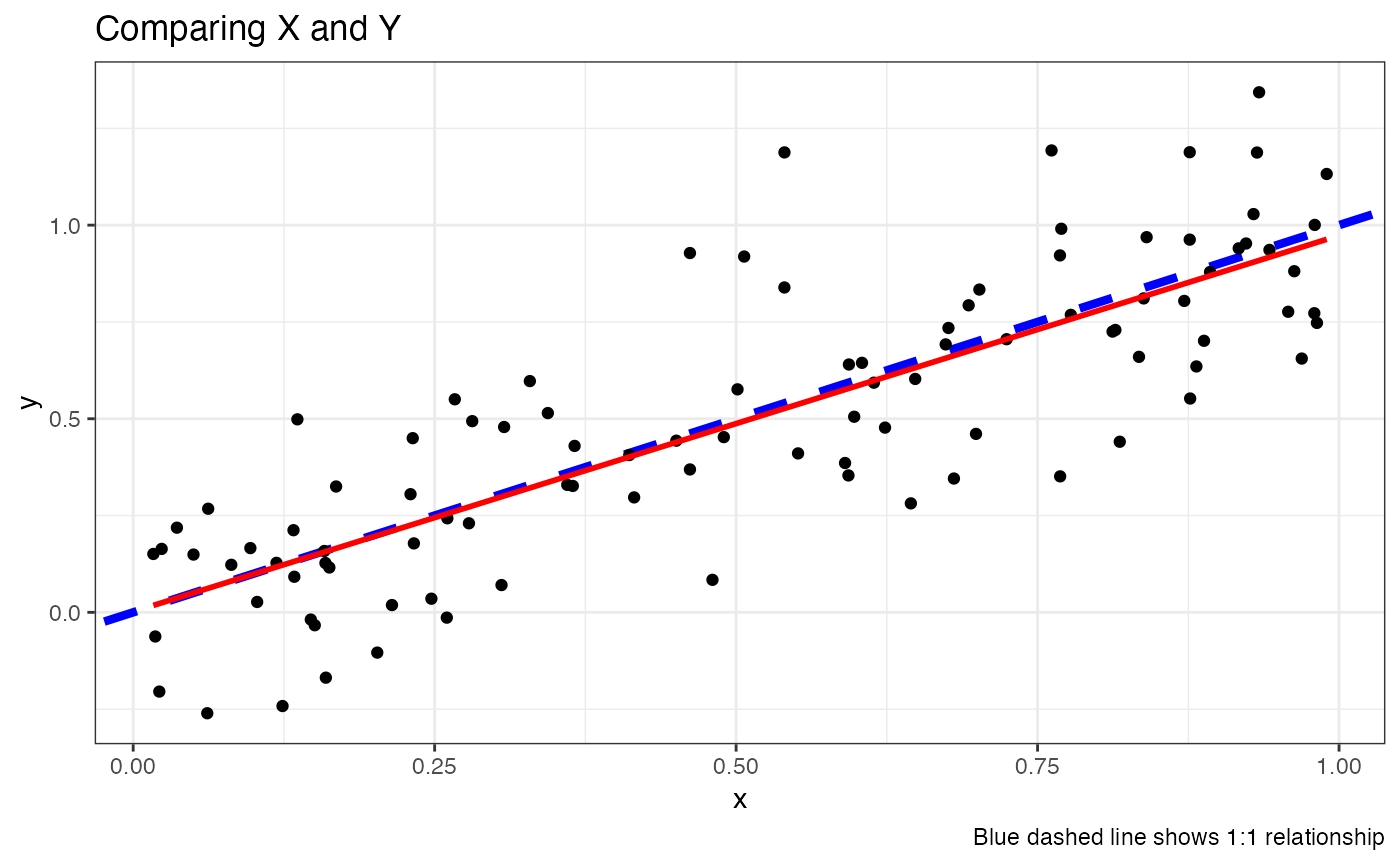 Comparing X and Y
1.0
0.5
0.0
y
0.00 0.25 0.50 0.75 1.00
x
Blue dashed line shows 1:1 relationship